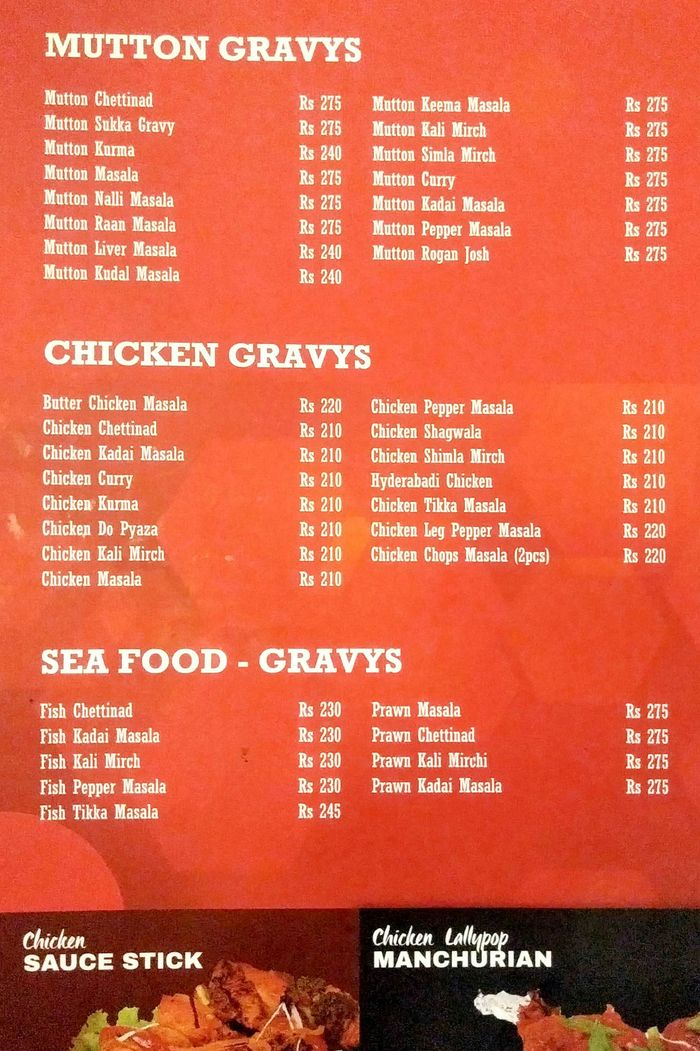 MUTTON GRAVYS
Mutton Chettinad Rs 275
Mutton Sukka Gravy Rs 275
Mutton Kurma Rs 240
Mutton Masala Rs 275
Mutton Nalli Masala Rs 275
Mutton Raan Masala Rs 275
Mutton Liver Masala Rs 240
Mutton Kudal Masala Rs 240
Mutton Keema Masala Rs 275
Mutton Kali Mirch Rs 275
Mutton Simla Mirch Rs 275
Mutton Curry Rs 275
Mutton Kadai Masala Rs 275
Mutton Pepper Masala Rs 275
Mutton Rogan Josh Rs 275
CHICKEN GRAVYS
Butter Chicken Masala Rs 220
Chicken Chettinad Rs 210
Chicken Kadai Masala Rs 210
Chicken Curry Rs 210
Chicken Kurma Rs 210
Chicken Do Pyaza Rs 210
Chicken Kali Mirch Rs 210
Chicken Masala Rs 210
Chicken Pepper Masala Rs 210
Chicken Shagwala Rs 210
Chicken Shimla Mirch Rs 210
Hyderabadi Chicken Rs 210
Chicken Tikka Masala Rs 210
Chicken Leg Pepper Masala Rs 220
Chicken Chops Masala (2pcs) Rs 220
SEA FOOD - GRAVYS
Fish Chettinad Rs 230
Fish Kadai Masala Rs 230
Fish Kali Mirch Rs 230
Fish Pepper Masala Rs 230
Fish Tikka Masala Rs 245
Prawn Masala Rs 275
Prawn Chettinad Rs 275
Prawn Kali Mirchi Rs 275
Prawn Kadai Masala Rs 275
Chicken
SAUCE STICK
Chicken Lallypop
MANCHURIAN